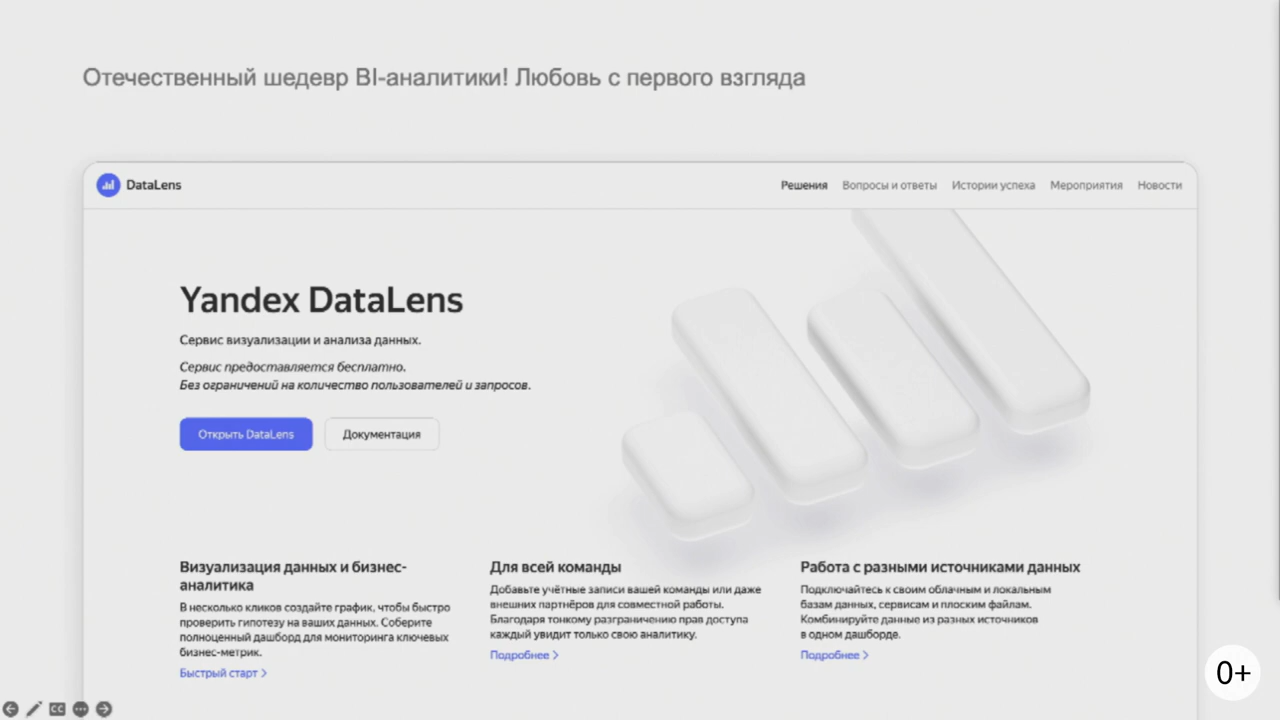 Отечественный шедевр BI-аналитики! Любовь с первого взгляда
DataLens
Решения Вопросы и ответы Истории успеха Мероприятия Новости
Yandex DataLens
Сервис визуализации и анализа данных.
Сервис предоставляется бесплатно.
Без ограничений на количество пользователей и запросов.
Открыть DataLens Документация
Визуализация данных и бизнес-
аналитика
В несколько кликов создайте график, чтобы быстро
проверить гипотезу на ваших данных. Соберите
полноценный дашборд для мониторинга ключевых
бизнес-метрик.
Быстрый старт >
Для всей команды
Добавьте учётные записи вашей команды или даже
внешних партнёров для совместной работы.
Благодаря тонкому разграничению прав доступа
каждый увидит только свою аналитику.
Подробнее >
Работа с разными источниками данных
Подключайтесь к своим облачным и локальным
базам данных, сервисам и плоским файлам.
Комбинируйте данные из разных источников
в одном дашборде.
Подробнее >
0+
CC